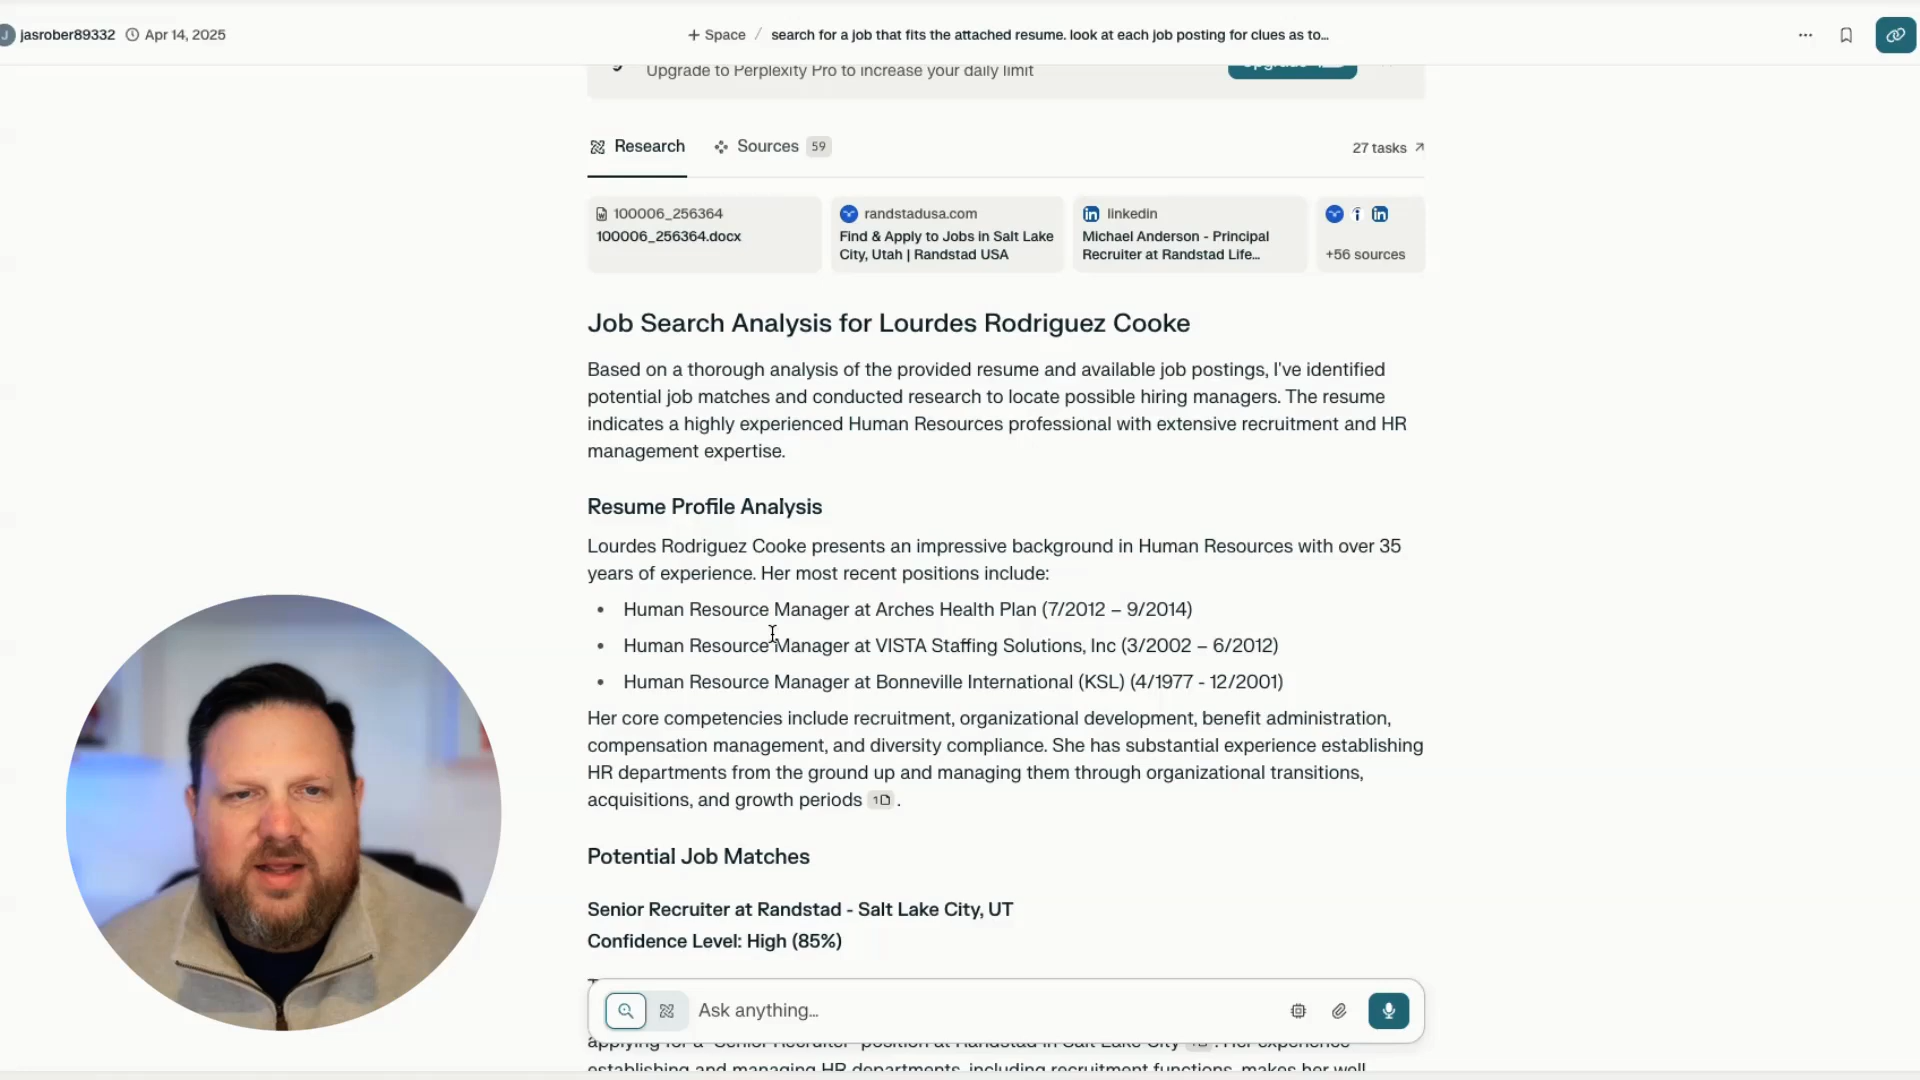 J jasrober89332 Apr 14, 2025
+ Space / search for a job that fits the attached resume. look at each job posting for clues as to...
Upgrade to Perplexity Pro to increase your daily limit
Research Sources 59 27 tasks
100006_256364
100006_256364.docx
randstadusa.com
Find & Apply to Jobs in Salt Lake
City, Utah | Randstad USA
linkedin
Michael Anderson - Principal
Recruiter at Randstad Life...
+56 sources
Job Search Analysis for Lourdes Rodriguez Cooke
Based on a thorough analysis of the provided resume and available job postings, I've identified
potential job matches and conducted research to locate possible hiring managers. The resume
indicates a highly experienced Human Resources professional with extensive recruitment and HR
management expertise.
Resume Profile Analysis
Lourdes Rodriguez Cooke presents an impressive background in Human Resources with over 35
years of experience. Her most recent positions include:
• Human Resource Manager at Arches Health Plan (7/2012 – 9/2014)
• Human Resource Manager at VISTA Staffing Solutions, Inc (3/2002 – 6/2012)
• Human Resource Manager at Bonneville International (KSL) (4/1977 - 12/2001)
Her core competencies include recruitment, organizational development, benefit administration,
compensation management, and diversity compliance. She has substantial experience establishing
HR departments from the ground up and managing them through organizational transitions,
acquisitions, and growth periods 1 .
Potential Job Matches
Senior Recruiter at Randstad - Salt Lake City, UT
Confidence Level: High (85%)
Ask anything...
applying for a "Senior Recruiter" position at Randstad in Salt Lake City . Her experience
establishing and managing HR departments, including recruitment functions, makes her well